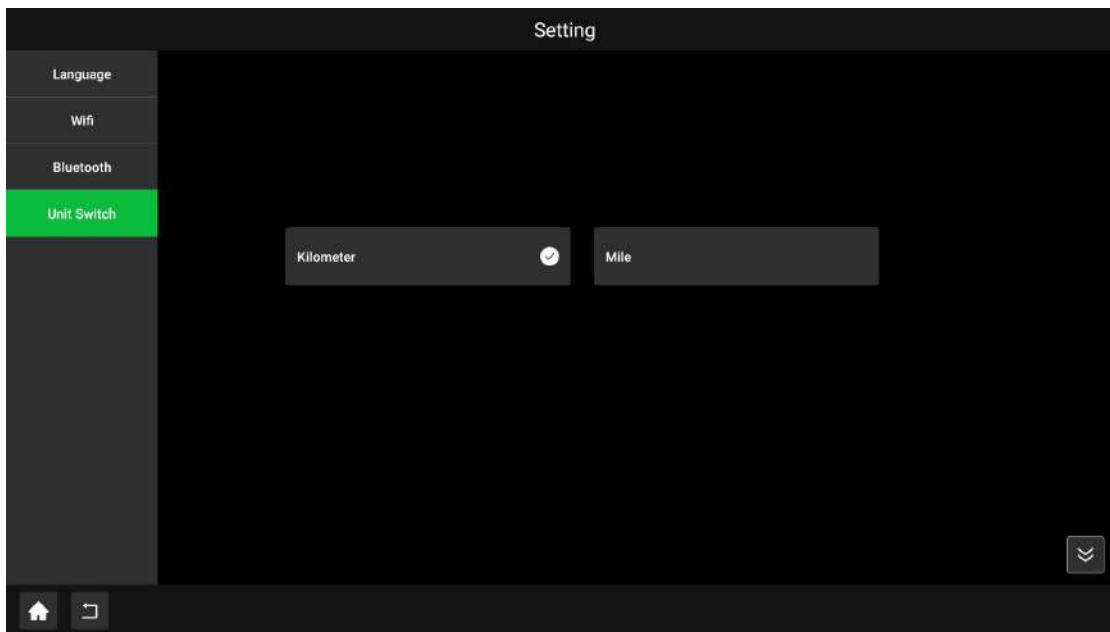 Setting
Language
Wifi
Bluetooth
Unit Switch
Kilometer
Mile